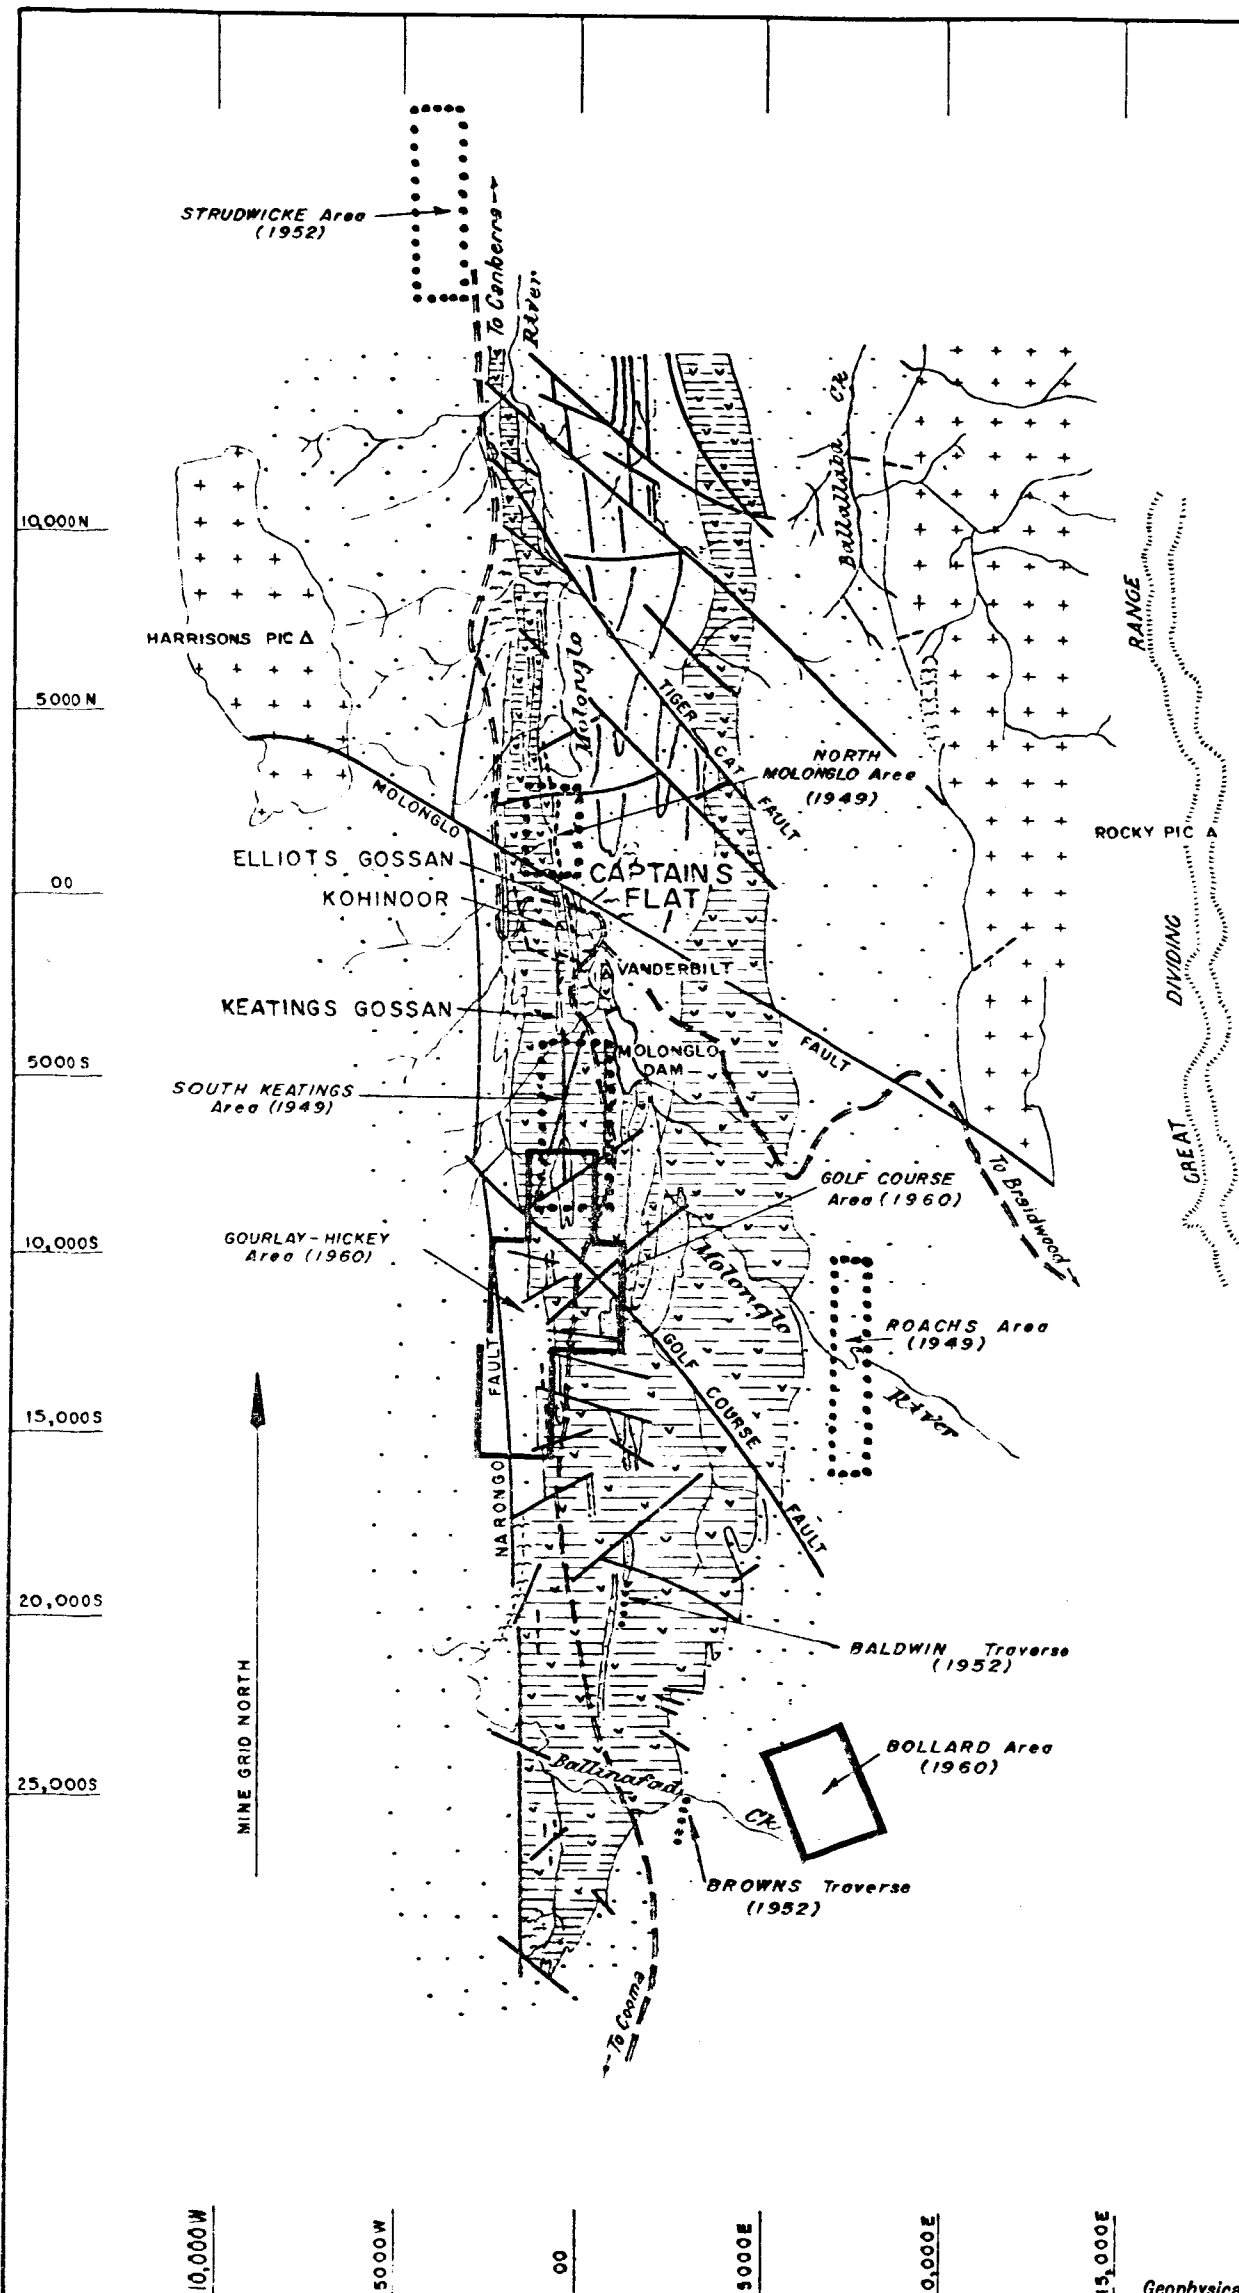 STRUDWICKE Area
(1952)
To Canberra
River
Ballallaba Ck
10,000N
RANGE
HARRISONS PIC
Molonglo
5000N
TIGER CAT FAULT
NORTH
MOLONGLO Area
(1949)
MOLONGLO
ROCKY PIC
ELLIOTS GOSSAN
CAPTAINS
FLAT
00
KOHINOOR
DIVIDING
VANDERBILT
KEATINGS GOSSAN
FAULT
MOLONGLO
DAM
5000S
SOUTH KEATINGS
Area (1949)
GREAT
To Braidwood
GOLF COURSE
Area (1960)
10,000S
GOURLAY-HICKEY
Area (1960)
Molonglo
ROACHS Area
(1949)
GOLF COURSE FAULT
FAULT
River
15,000S
NARONGO
20,000S
BALDWIN Traverse
(1952)
MINE GRID NORTH
BOLLARD Area
(1960)
Ballinafad
Ck
25,000S
BROWNS Traverse
(1952)
To Cooma
10,000W
5000W
00
5000E
0,000E
15,000E
Geophysica